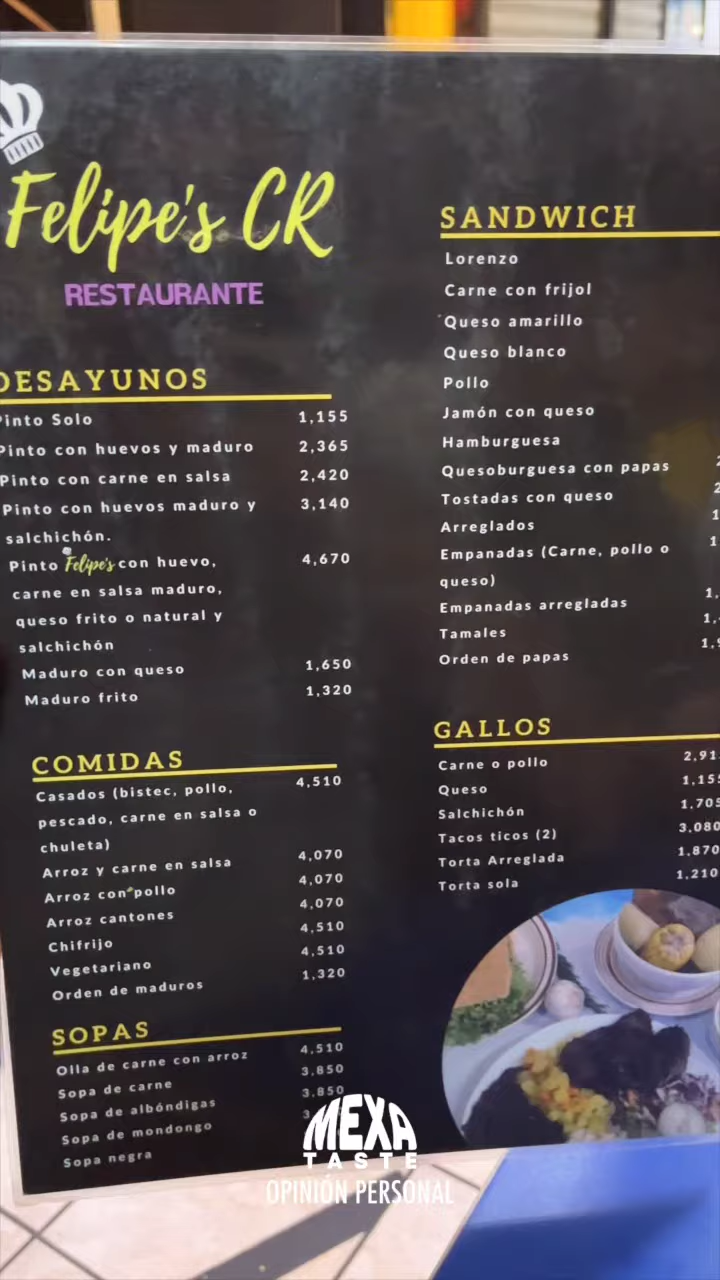 Felipe's CR
RESTAURANTE
DESAYUNOS
Pinto Solo 1,155
Pinto con huevos y maduro 2,365
Pinto con carne en salsa 2,420
Pinto con huevos maduro y 3,140
salchichón.
Pinto Felipe's con huevo, 4,670
carne en salsa maduro,
queso frito o natural y
salchichón
Maduro con queso 1,650
Maduro frito 1,320
COMIDAS
Casados (bistec, pollo, 4,510
pescado, carne en salsa o
chuleta)
Arroz y carne en salsa 4,070
Arroz con pollo 4,070
Arroz cantones 4,070
Chifrijo 4,510
Vegetariano 4,510
Orden de maduros 1,320
SOPAS
Olla de carne con arroz 4,510
Sopa de carne 3,850
Sopa de albóndigas 3,850
Sopa de mondongo
Sopa negra
SANDWICH
Lorenzo
Carne con frijol
Queso amarillo
Queso blanco
Pollo
Jamón con queso
Hamburguesa
Quesoburguesa con papas
Tostadas con queso
Arreglados
Empanadas (Carne, pollo o
queso)
Empanadas arregladas
Tamales
Orden de papas
GALLOS
Carne o pollo 2,91
Queso 1,155
Salchichón 1,705
Tacos ticos (2) 3,080
Torta Arreglada 1,870
Torta sola 1,210
MEXA
TASTE
OPINIÓN PERSONAL